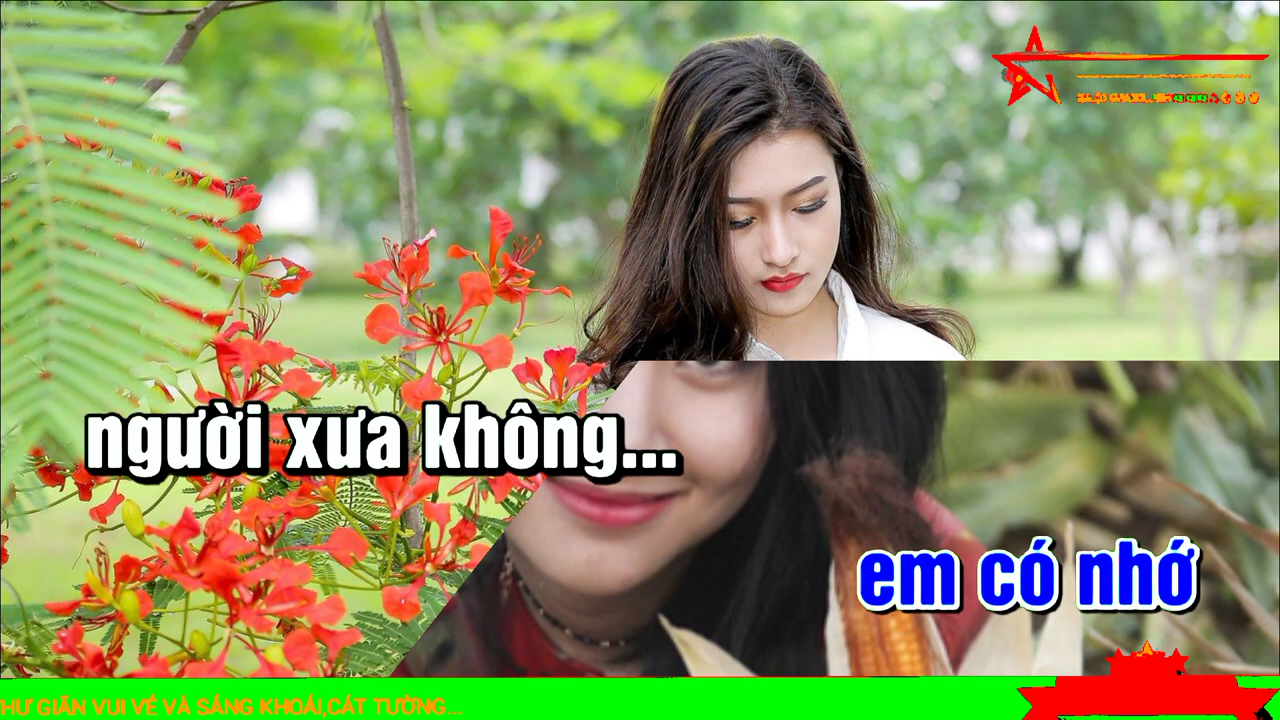 người xưa không...
em có nhớ
HƯ GIÃN VUI VẺ VÀ SẢNG KHOÁI,CÁT TƯỜNG...